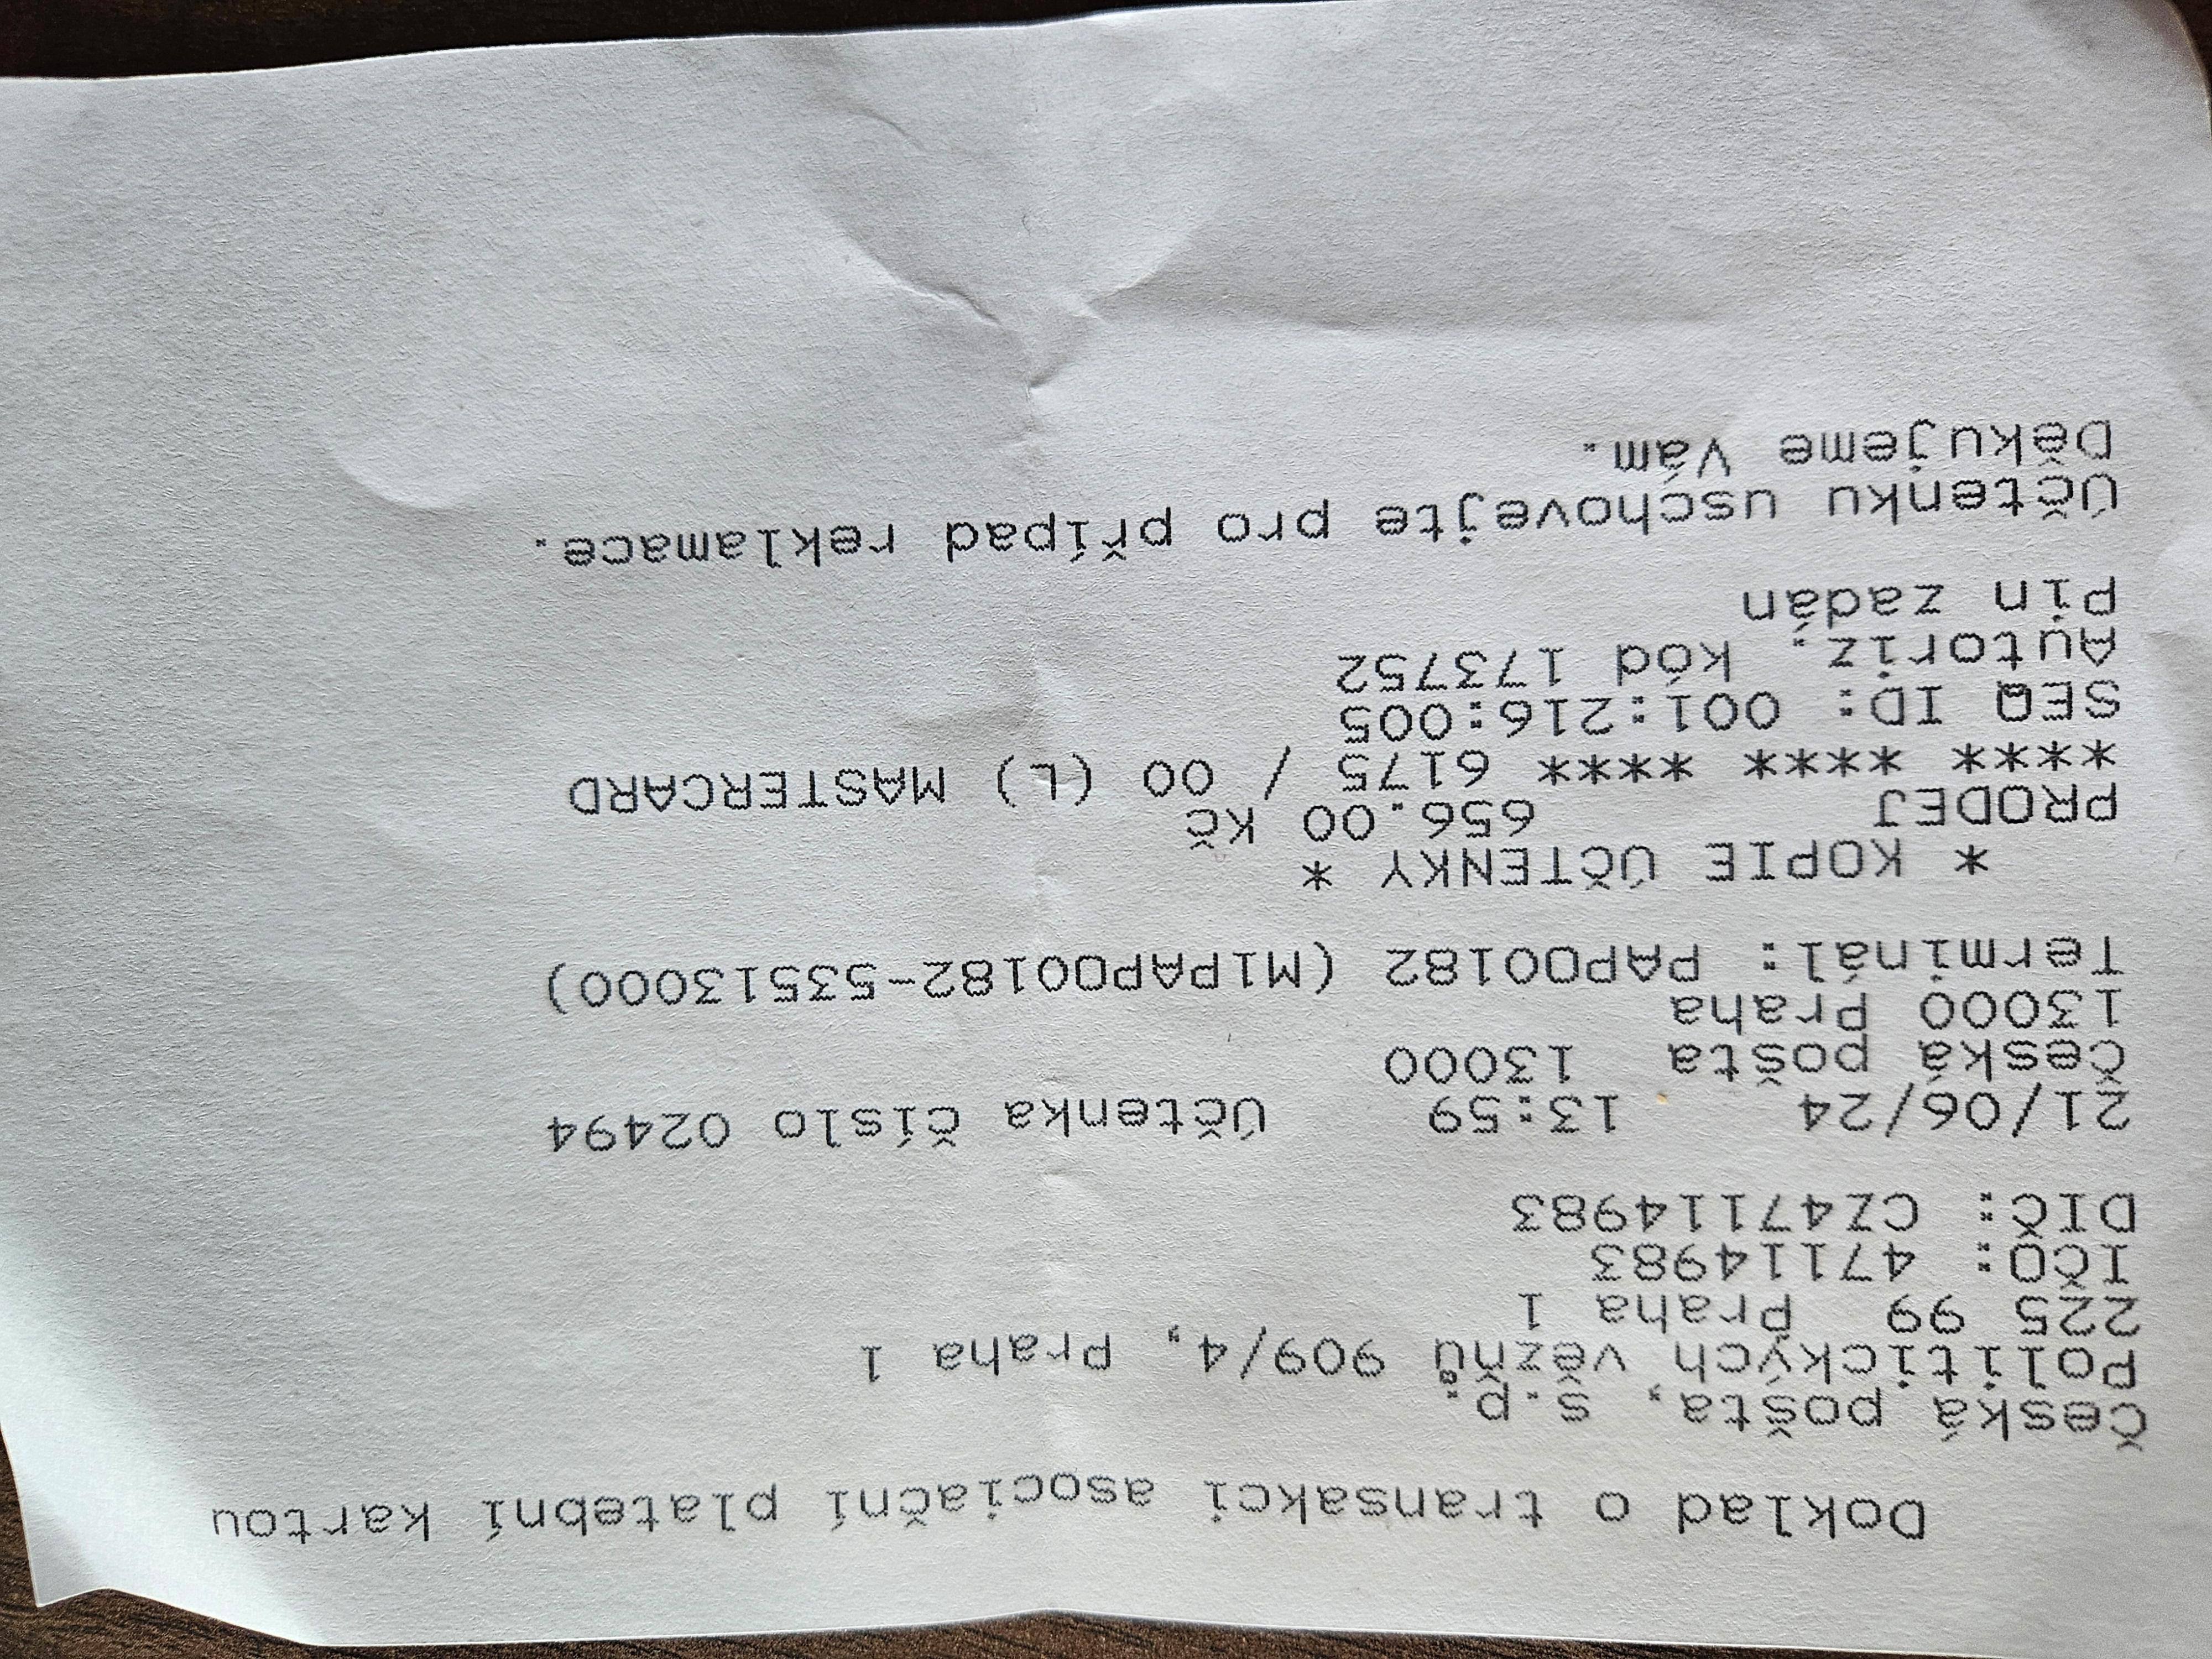 Doklad o transakci asociační platební kartou
Česká pošta, s.p.
Politických vězňů 909/4, Praha 1
225 99  Praha 1
IČO: 47114983
DIČ: CZ47114983
21/06/24    13:59    Účtenka číslo 02494
Česká pošta  13000
13000 Praha
Terminál: PAPO0182 (M1PAPO0182-53513000)
* KOPIE ÚČTENKY *
PRODEJ        656.00 Kč
**** **** **** 6175 / 00 (L) MASTERCARD
SEQ ID: 001:216:005
Autoriz. kód 173752
Pin zadán
Účtenku uschovejte pro případ reklamace.
Děkujeme Vám.